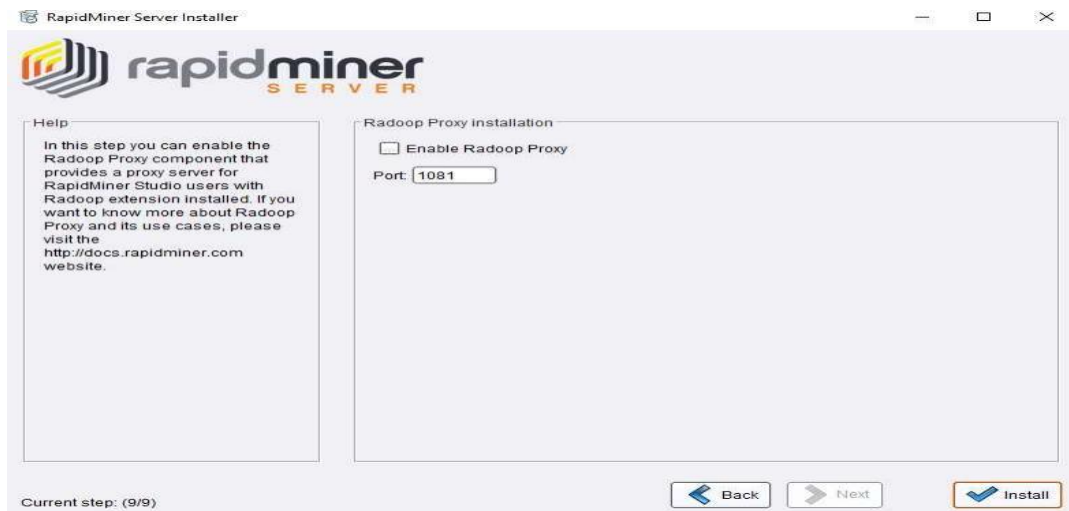 RapidMiner Server Installer
rapidminer
SERVER
Help
In this step you can enable the
Radoop Proxy component that
provides a proxy server for
RapidMiner Studio users with
Radoop extension installed. If you
want to know more about Radoop
Proxy and its use cases, please
visit the
http://docs.rapidminer.com
website.
Radoop Proxy installation
Enable Radoop Proxy
Port: 1081
Current step: (9/9)
Back
Next
Install